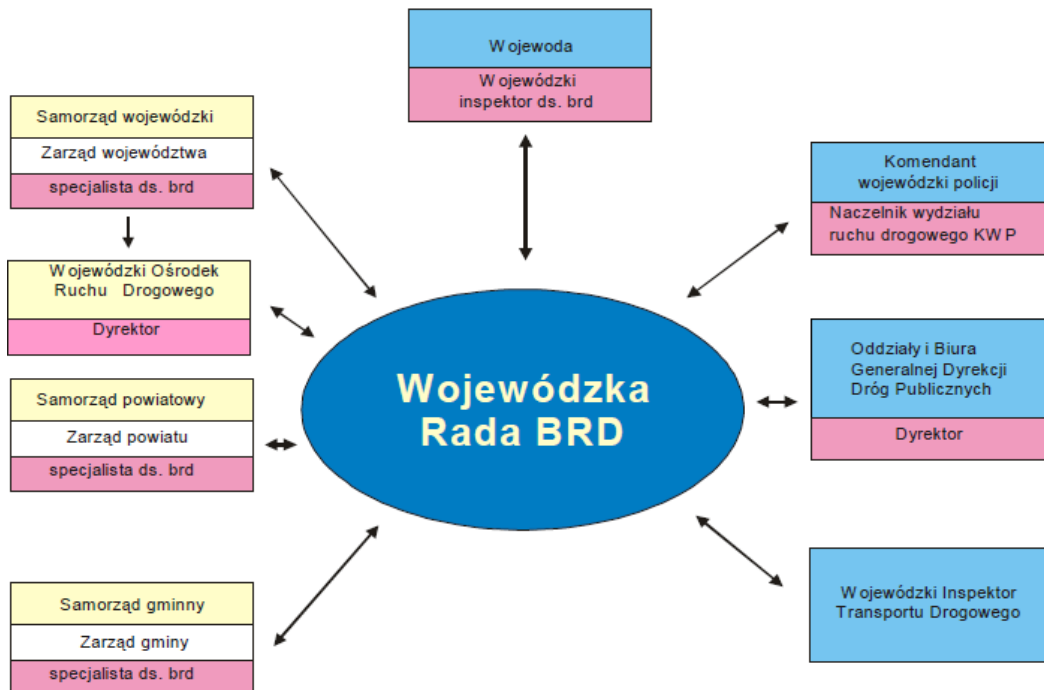 Wojewoda
Wojewódzki
inspektor ds. brd
Samorząd wojewódzki
Zarząd województwa
specjalista ds. brd
Wojewódzki Ośrodek
Ruchu Drogowego
Dyrektor
Samorząd powiatowy
Zarząd powiatu
specjalista ds. brd
Samorząd gminny
Zarząd gminy
specjalista ds. brd
Wojewódzka
Rada BRD
Komendant
wojewódzki policji
Naczelnik wydziału
ruchu drogowego KWP
Oddziały i Biura
Generalnej Dyrekcji
Dróg Publicznych
Dyrektor
Wojewódzki Inspektor
Transportu Drogowego